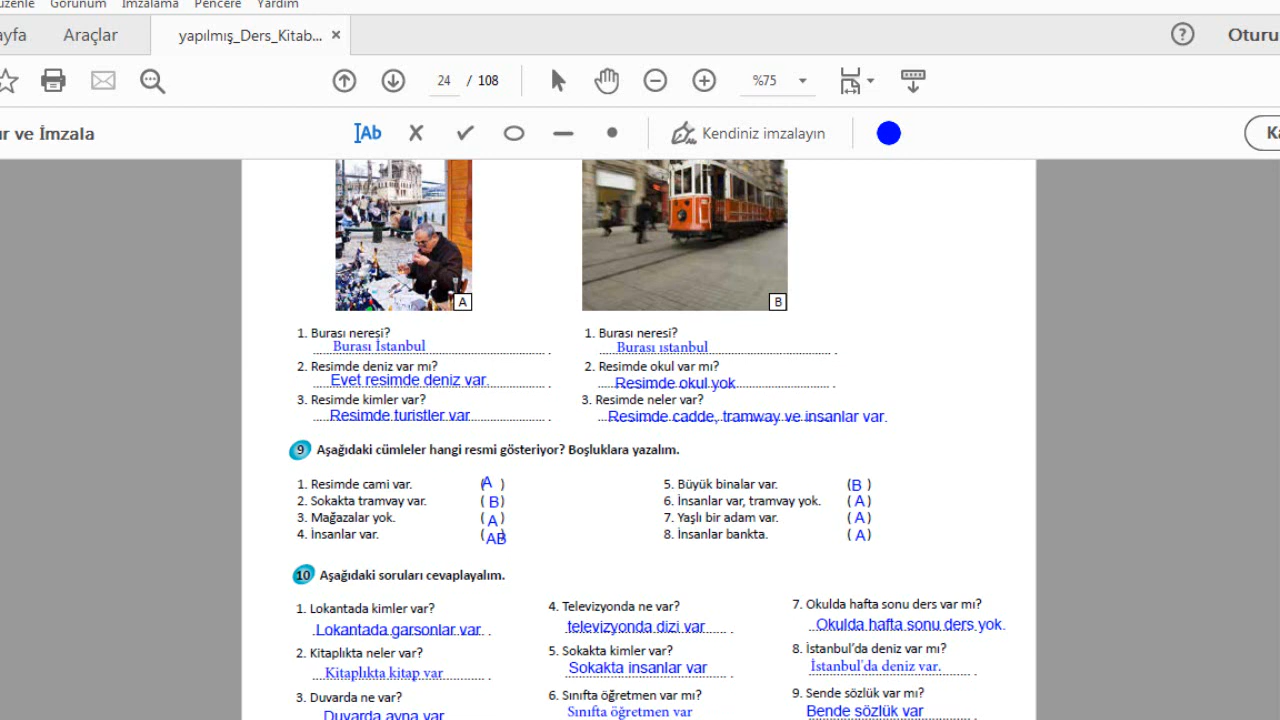 üzenle Görünüm İmzalama Pencere Yardım
ayfa Araçlar yapılmış_Ders_Kitab... × ? Oturu
24 / 108 %75
ır ve İmzala Ab Kendiniz imzalayın Ka
A B
1. Burası neresi?
Burası İstanbul
2. Resimde deniz var mı?
Evet resimde deniz var.
3. Resimde kimler var?
Resimde turistler var
1. Burası neresi?
Burası ıstanbul
2. Resimde okul var mı?
Resimde okul yok
3. Resimde neler var?
Resimde cadde, tramway ve insanlar var.
9 Aşağıdaki cümleler hangi resmi gösteriyor? Boşluklara yazalım.
1. Resimde cami var. (A )
2. Sokakta tramvay var. ( B)
3. Mağazalar yok. ( A )
4. İnsanlar var. ( AB)
5. Büyük binalar var. (B )
6. İnsanlar var, tramvay yok. ( A )
7. Yaşlı bir adam var. ( A )
8. İnsanlar bankta. ( A )
10 Aşağıdaki soruları cevaplayalım.
1. Lokantada kimler var?
Lokantada garsonlar var.
2. Kitaplıkta neler var?
Kitaplıkta kitap var
3. Duvarda ne var?
Duvarda ayna var
4. Televizyonda ne var?
televizyonda dizi var
5. Sokakta kimler var?
Sokakta insanlar var
6. Sınıfta öğretmen var mı?
Sınıfta öğretmen var
7. Okulda hafta sonu ders var mı?
Okulda hafta sonu ders yok.
8. İstanbul'da deniz var mı?
İstanbul'da deniz var.
9. Sende sözlük var mı?
Bende sözlük var